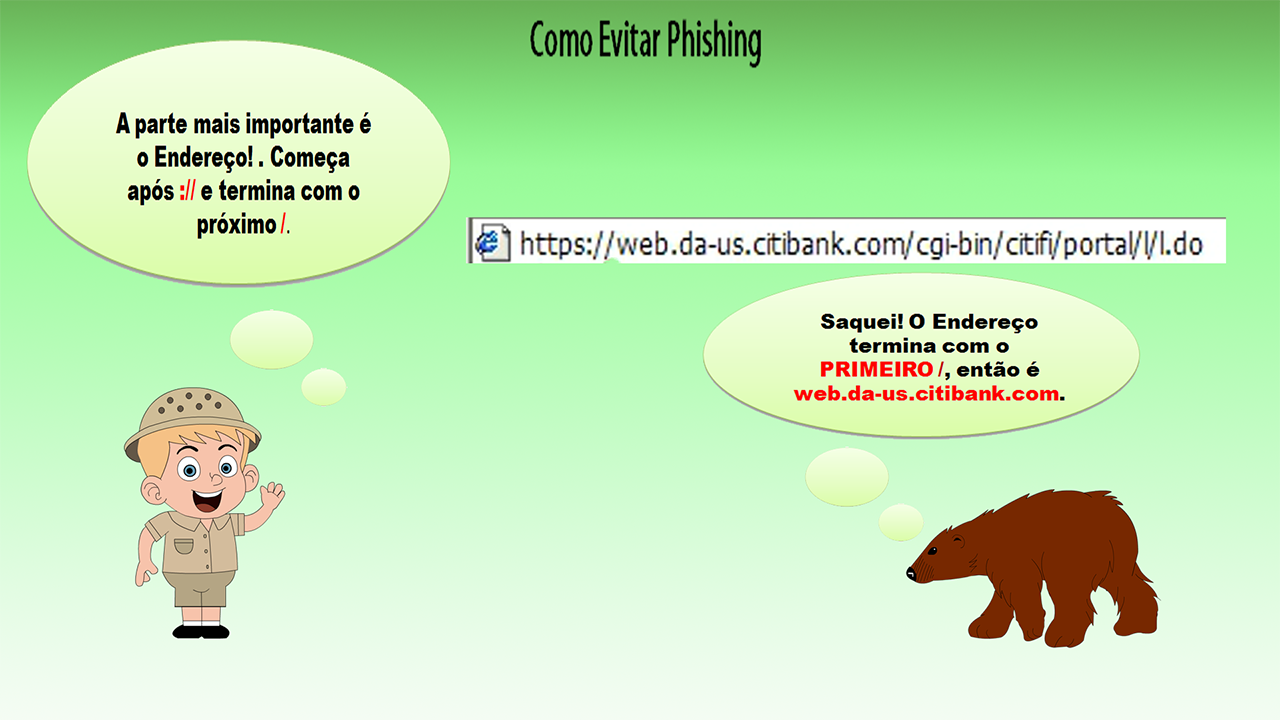 Como Evitar Phishing
A parte mais importante é
o Endereço! . Começa
após :// e termina com o
próximo /.
https://web.da-us.citibank.com/cgi-bin/citifi/portal/l/l.do
Saquei! O Endereço
termina com o
PRIMEIRO /, então é
web.da-us.citibank.com.